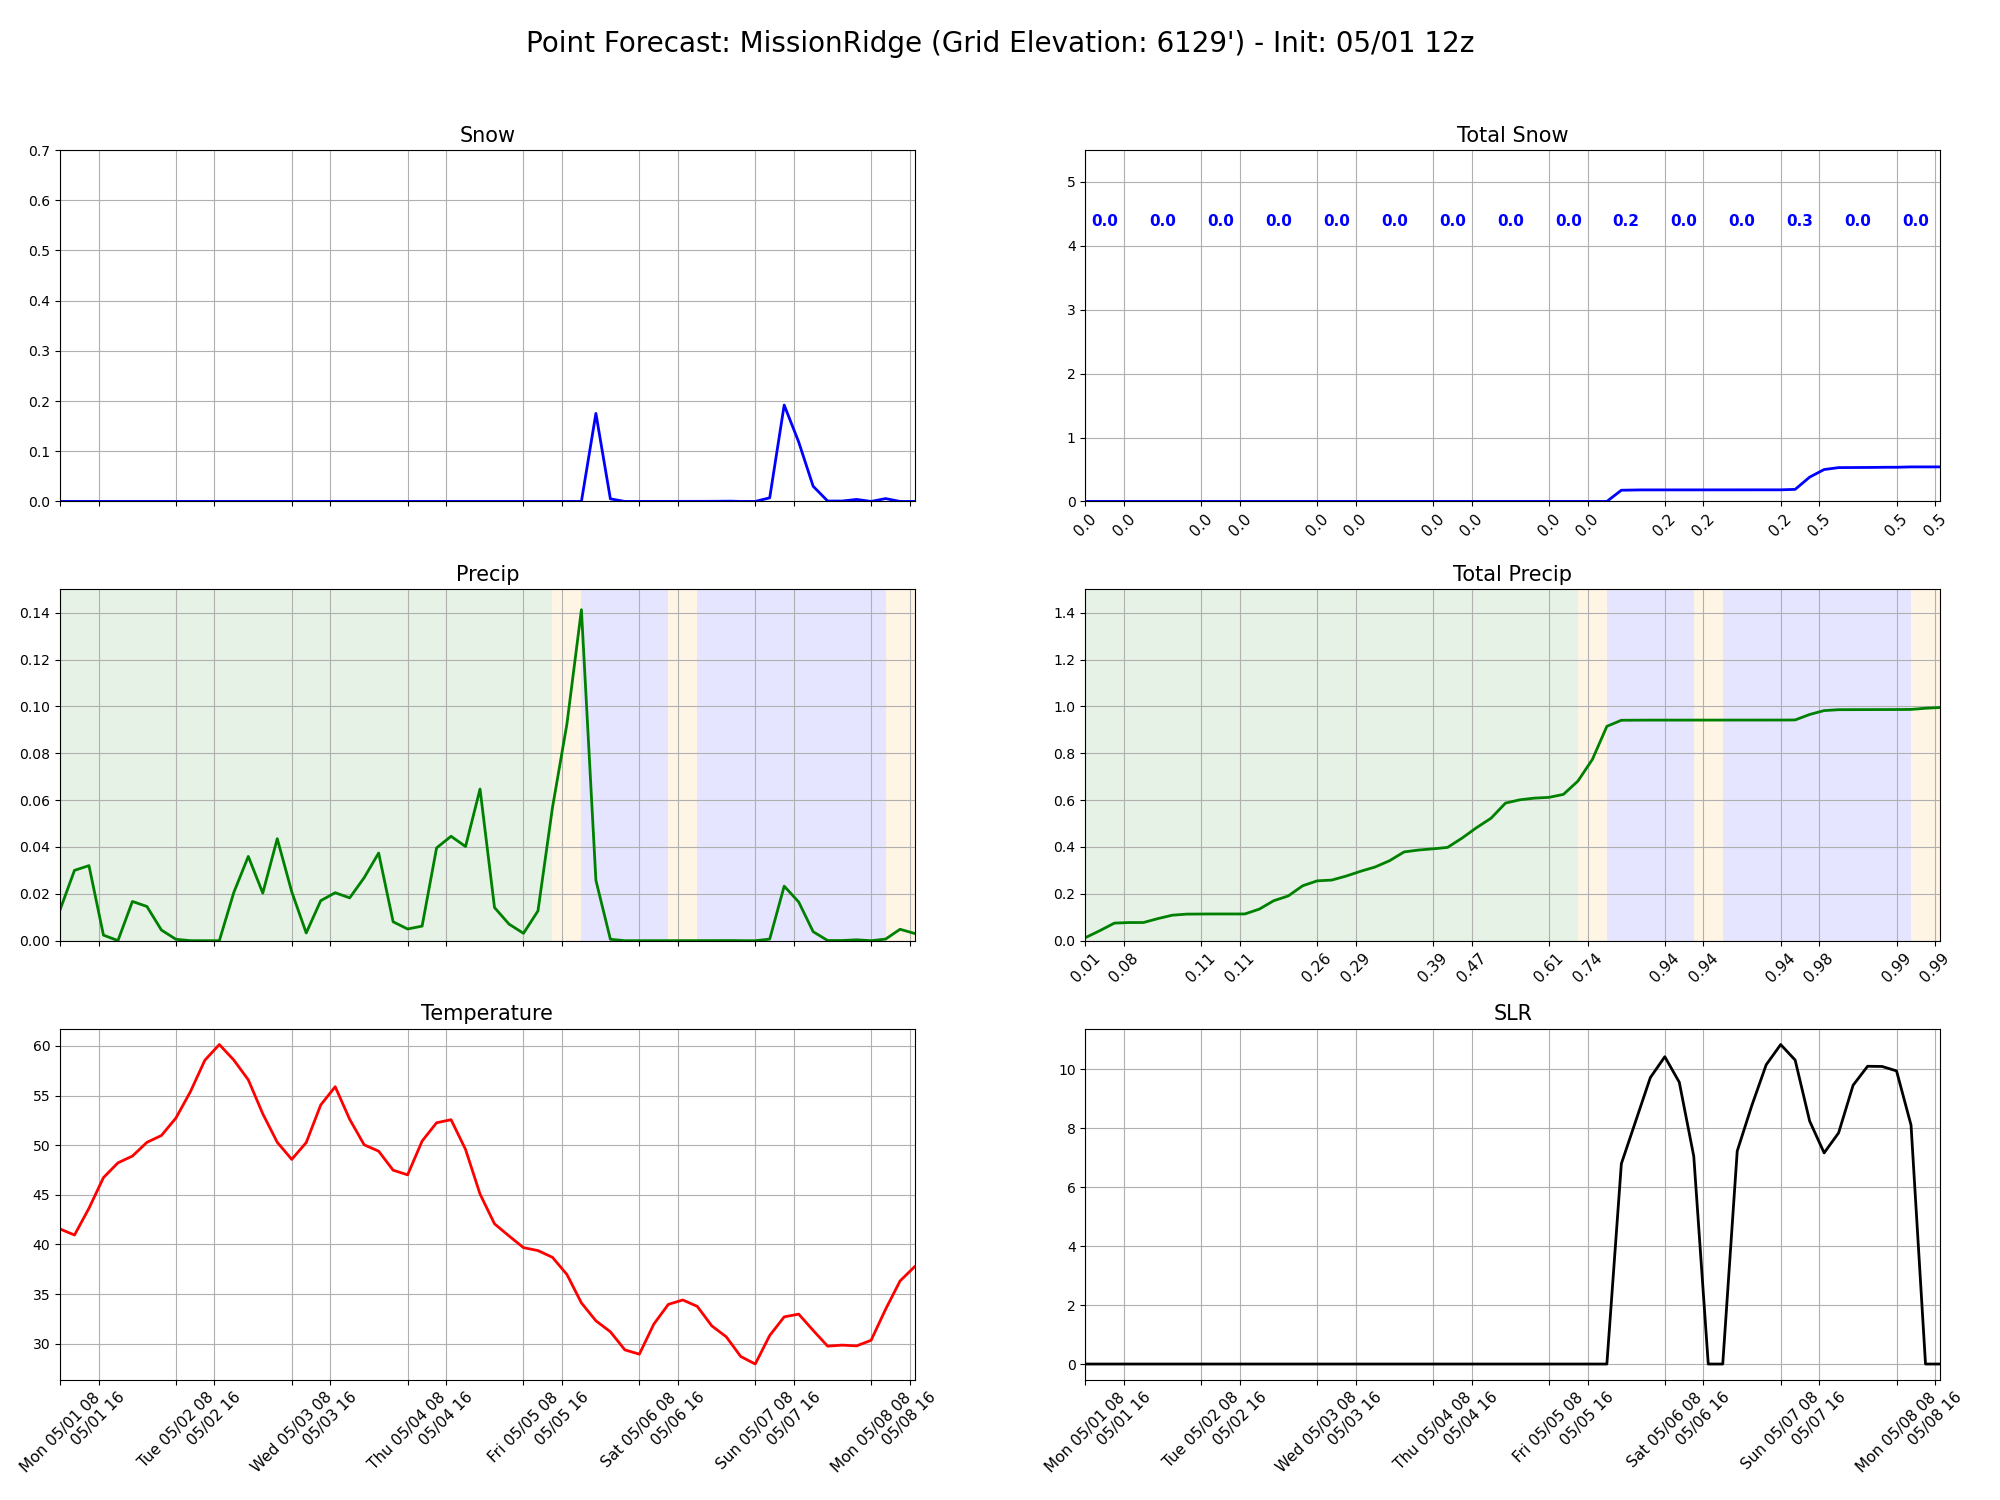 Point Forecast: MissionRidge (Grid Elevation: 6129') - Init: 05/01 12z
Snow
0.7
0.6
0.5
0.4
0.3
0.2
0.1
0.0
Total Snow
5
4
3
2
1
0
0.0 0.0 0.0 0.0 0.0 0.0 0.0 0.0 0.0 0.2 0.0 0.0 0.3 0.0 0.0
0.0 0.0 0.0 0.0 0.0 0.0 0.0 0.0 0.0 0.0 0.2 0.2 0.2 0.5 0.5 0.5
Precip
0.14
0.12
0.10
0.08
0.06
0.04
0.02
0.00
Total Precip
1.4
1.2
1.0
0.8
0.6
0.4
0.2
0.0
0.01 0.08 0.11 0.11 0.26 0.29 0.39 0.47 0.61 0.74 0.94 0.94 0.94 0.98 0.99 0.99
Temperature
60
55
50
45
40
35
30
Mon 05/01 08
05/01 16
Tue 05/02 08
05/02 16
Wed 05/03 08
05/03 16
Thu 05/04 08
05/04 16
Fri 05/05 08
05/05 16
Sat 05/06 08
05/06 16
Sun 05/07 08
05/07 16
Mon 05/08 08
05/08 16
SLR
10
8
6
4
2
0
Mon 05/01 08
05/01 16
Tue 05/02 08
05/02 16
Wed 05/03 08
05/03 16
Thu 05/04 08
05/04 16
Fri 05/05 08
05/05 16
Sat 05/06 08
05/06 16
Sun 05/07 08
05/07 16
Mon 05/08 08
05/08 16